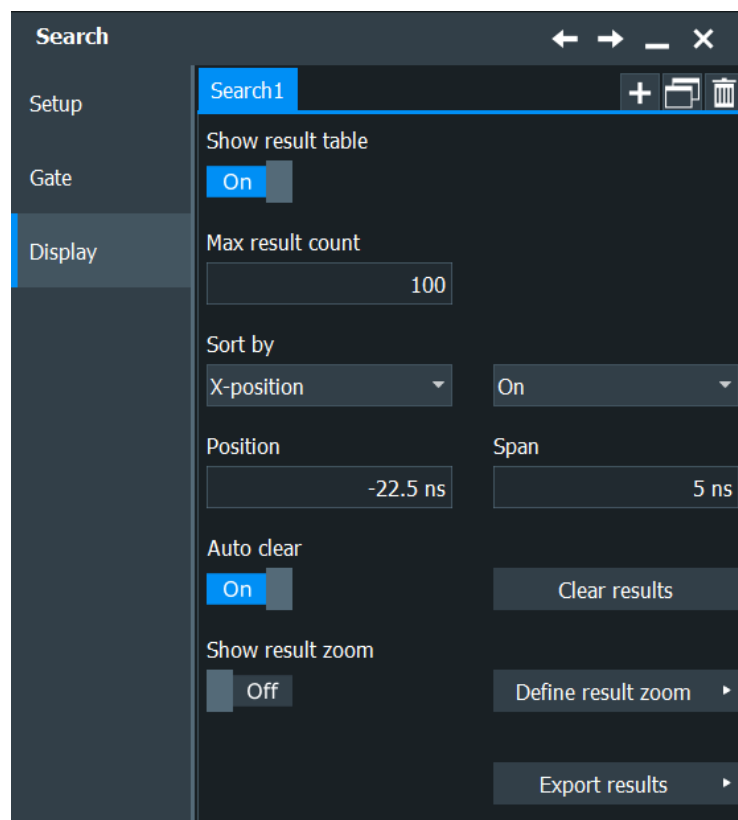 Search
Setup
Gate
Display
Search1
Show result table
On
Max result count
100
Sort by
X-position
On
Position
Span
-22.5 ns
5 ns
Auto clear
On
Clear results
Show result zoom
Off
Define result zoom
Export results